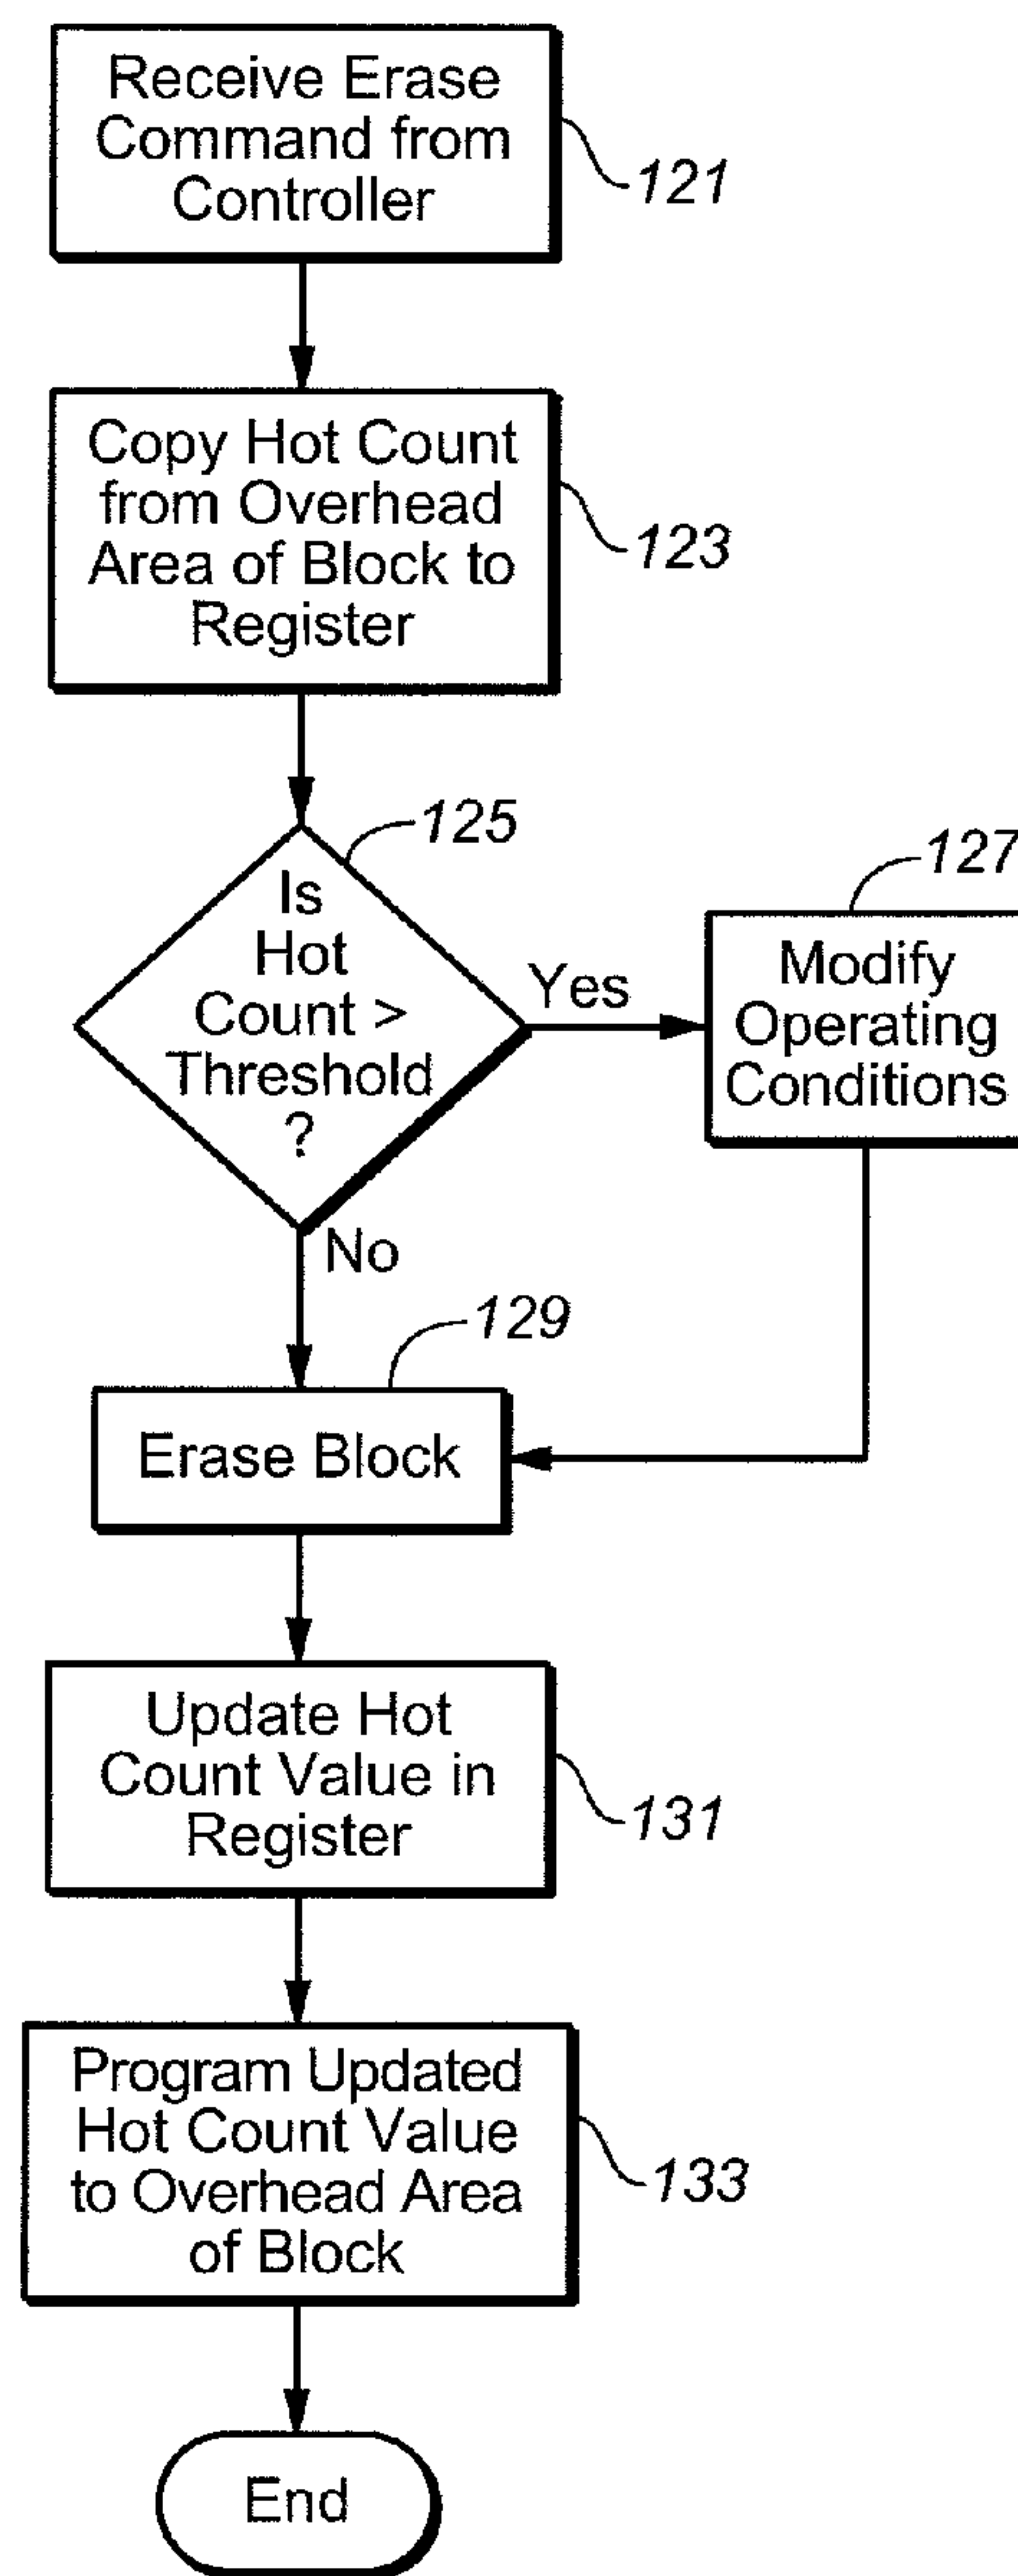 Receive Erase
Command from
Controller
121
Copy Hot Count
from Overhead
Area of Block to
Register
123
125
Is
Hot
Count >
Threshold
?
Yes
127
Modify
Operating
Conditions
No
129
Erase Block
Update Hot
Count Value in
Register
131
Program Updated
Hot Count Value
to Overhead Area
of Block
133
End